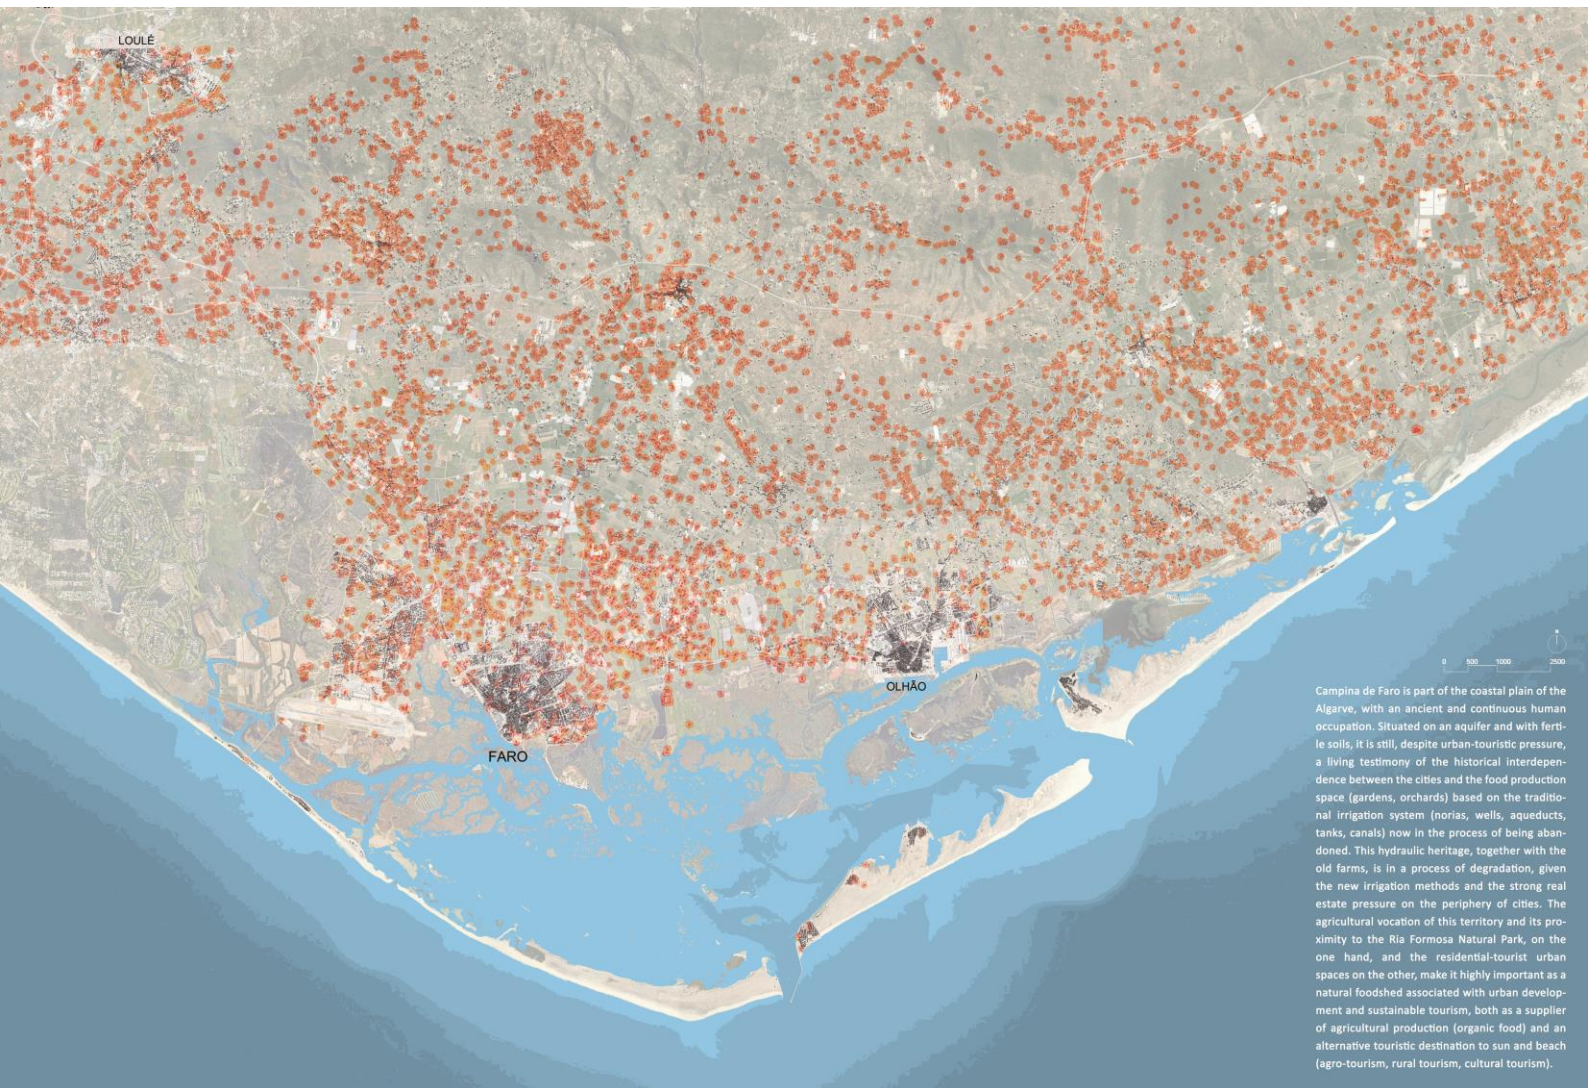 LOULÉ
OLHÃO
FARO
N
0 500 1000 2500
Campina de Faro is part of the coastal plain of the
Algarve, with an ancient and continuous human
occupation. Situated on an aquifer and with ferti-
le soils, it is still, despite urban-touristic pressure,
a living testimony of the historical interdepen-
dence between the cities and the food production
space (gardens, orchards) based on the traditio-
nal irrigation system (norias, wells, aqueducts,
tanks, canals) now in the process of being aban-
doned. This hydraulic heritage, together with the
old farms, is in a process of degradation, given
the new irrigation methods and the strong real
estate pressure on the periphery of cities. The
agricultural vocation of this territory and its pro-
ximity to the Ria Formosa Natural Park, on the
one hand, and the residential-tourist urban
spaces on the other, make it highly important as a
natural foodshed associated with urban develop-
ment and sustainable tourism, both as a supplier
of agricultural production (organic food) and an
alternative touristic destination to sun and beach
(agro-tourism, rural tourism, cultural tourism).